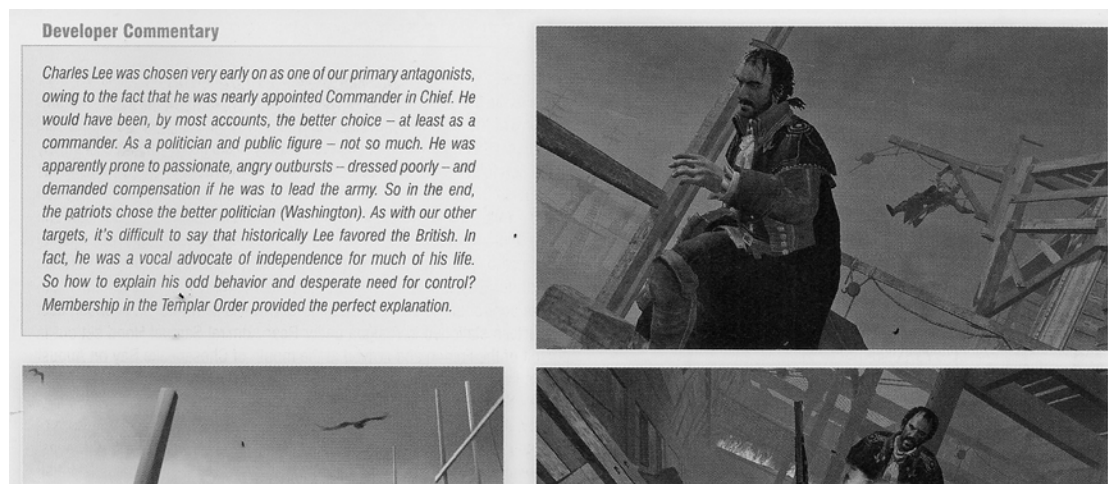 Developer Commentary
Charles Lee was chosen very early on as one of our primary antagonists,
owing to the fact that he was nearly appointed Commander in Chief. He
would have been, by most accounts, the better choice – at least as a
commander. As a politician and public figure – not so much. He was
apparently prone to passionate, angry outbursts – dressed poorly – and
demanded compensation if he was to lead the army. So in the end,
the patriots chose the better politician (Washington). As with our other
targets, it's difficult to say that historically Lee favored the British. In
fact, he was a vocal advocate of independence for much of his life.
So how to explain his odd behavior and desperate need for control?
Membership in the Templar Order provided the perfect explanation.